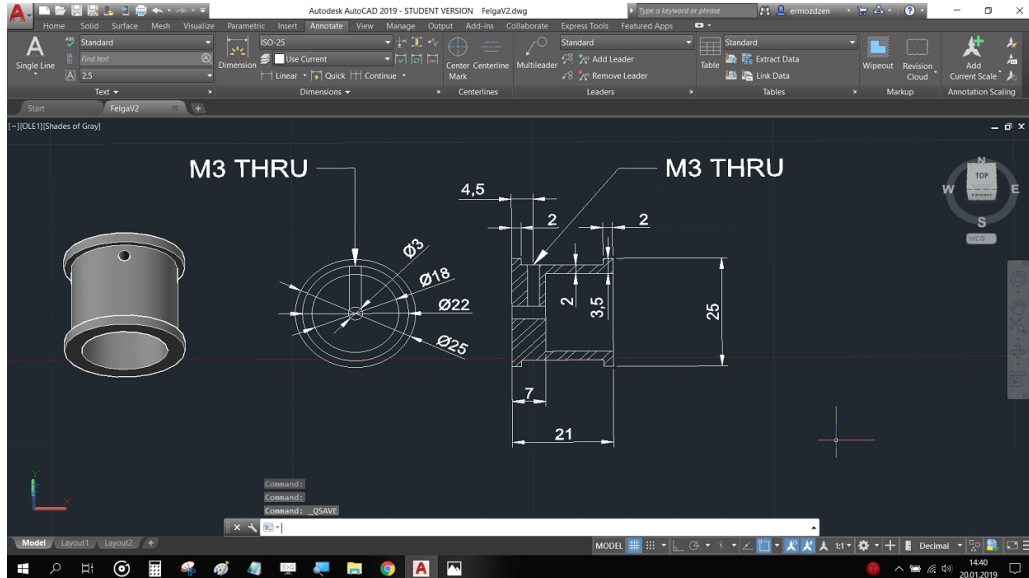 Autodesk AutoCAD 2019 - STUDENT VERSION FelgaV2.dwg
Type a keyword or phrase
ermozdzen
Home Solid Surface Mesh Visualize Parametric Insert Annotate View Manage Output Add-ins Collaborate Express Tools Featured Apps
Single Line
Standard
Find text
2.5
Text
Dimension
ISO-25
Use Current
Linear Quick Continue
Dimensions
Center Mark
Centerline
Centerlines
Multileader
Standard
Add Leader
Remove Leader
Leaders
Table
Standard
Extract Data
Link Data
Tables
Wipeout
Revision Cloud
Markup
Add Current Scale
Annotation Scaling
Start
FelgaV2
[−][OLE1][Shades of Gray]
M3 THRU
M3 THRU
4,5
2
2
Ø3
Ø18
Ø22
Ø25
2
3,5
25
7
21
N
W
TOP
FRONT
E
S
WCS
Y
X
Command:
Command:
Command: _QSAVE
Model Layout1 Layout2
MODEL
1:1
Decimal
14:40
20.01.2019